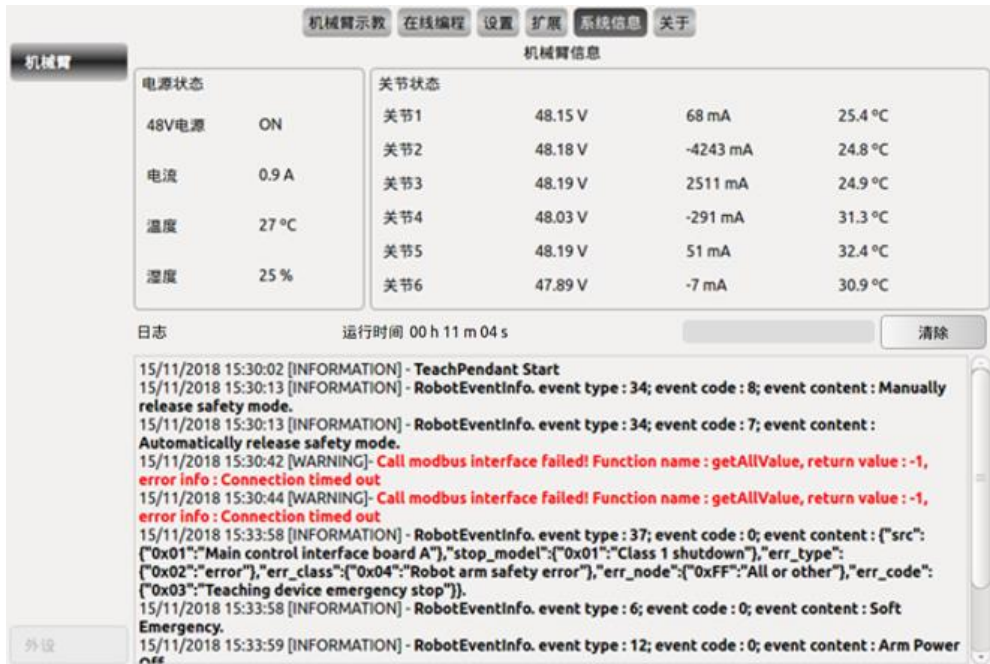 机械臂示教 在线编程 设置 扩展 系统信息 关于
机械臂信息
机械臂
电源状态
48V电源 ON
电流 0.9 A
温度 27 ºC
湿度 25 %
关节状态
关节1 48.15 V 68 mA 25.4 ºC
关节2 48.18 V -4243 mA 24.8 ºC
关节3 48.19 V 2511 mA 24.9 ºC
关节4 48.03 V -291 mA 31.3 ºC
关节5 48.19 V 51 mA 32.4 ºC
关节6 47.89 V -7 mA 30.9 ºC
日志 运行时间 00 h 11 m 04 s 清除
15/11/2018 15:30:02 [INFORMATION] - TeachPendant Start
15/11/2018 15:30:13 [INFORMATION] - RobotEventInfo. event type : 34; event code : 8; event content : Manually
release safety mode.
15/11/2018 15:30:13 [INFORMATION] - RobotEventInfo. event type : 34; event code : 7; event content :
Automatically release safety mode.
15/11/2018 15:30:42 [WARNING]- Call modbus interface failed! Function name : getAllValue, return value : -1,
error info : Connection timed out
15/11/2018 15:30:44 [WARNING]- Call modbus interface failed! Function name : getAllValue, return value : -1,
error info : Connection timed out
15/11/2018 15:33:58 [INFORMATION] - RobotEventInfo. event type : 37; event code : 0; event content : {"src":
{"0x01":"Main control interface board A"},"stop_model":{"0x01":"Class 1 shutdown"},"err_type":
{"0x02":"error"},"err_class":{"0x04":"Robot arm safety error"},"err_node":{"0xFF":"All or other"},"err_code":
{"0x03":"Teaching device emergency stop"}}.
15/11/2018 15:33:58 [INFORMATION] - RobotEventInfo. event type : 6; event code : 0; event content : Soft
Emergency.
15/11/2018 15:33:59 [INFORMATION] - RobotEventInfo. event type : 12; event code : 0; event content : Arm Power
Off
外设